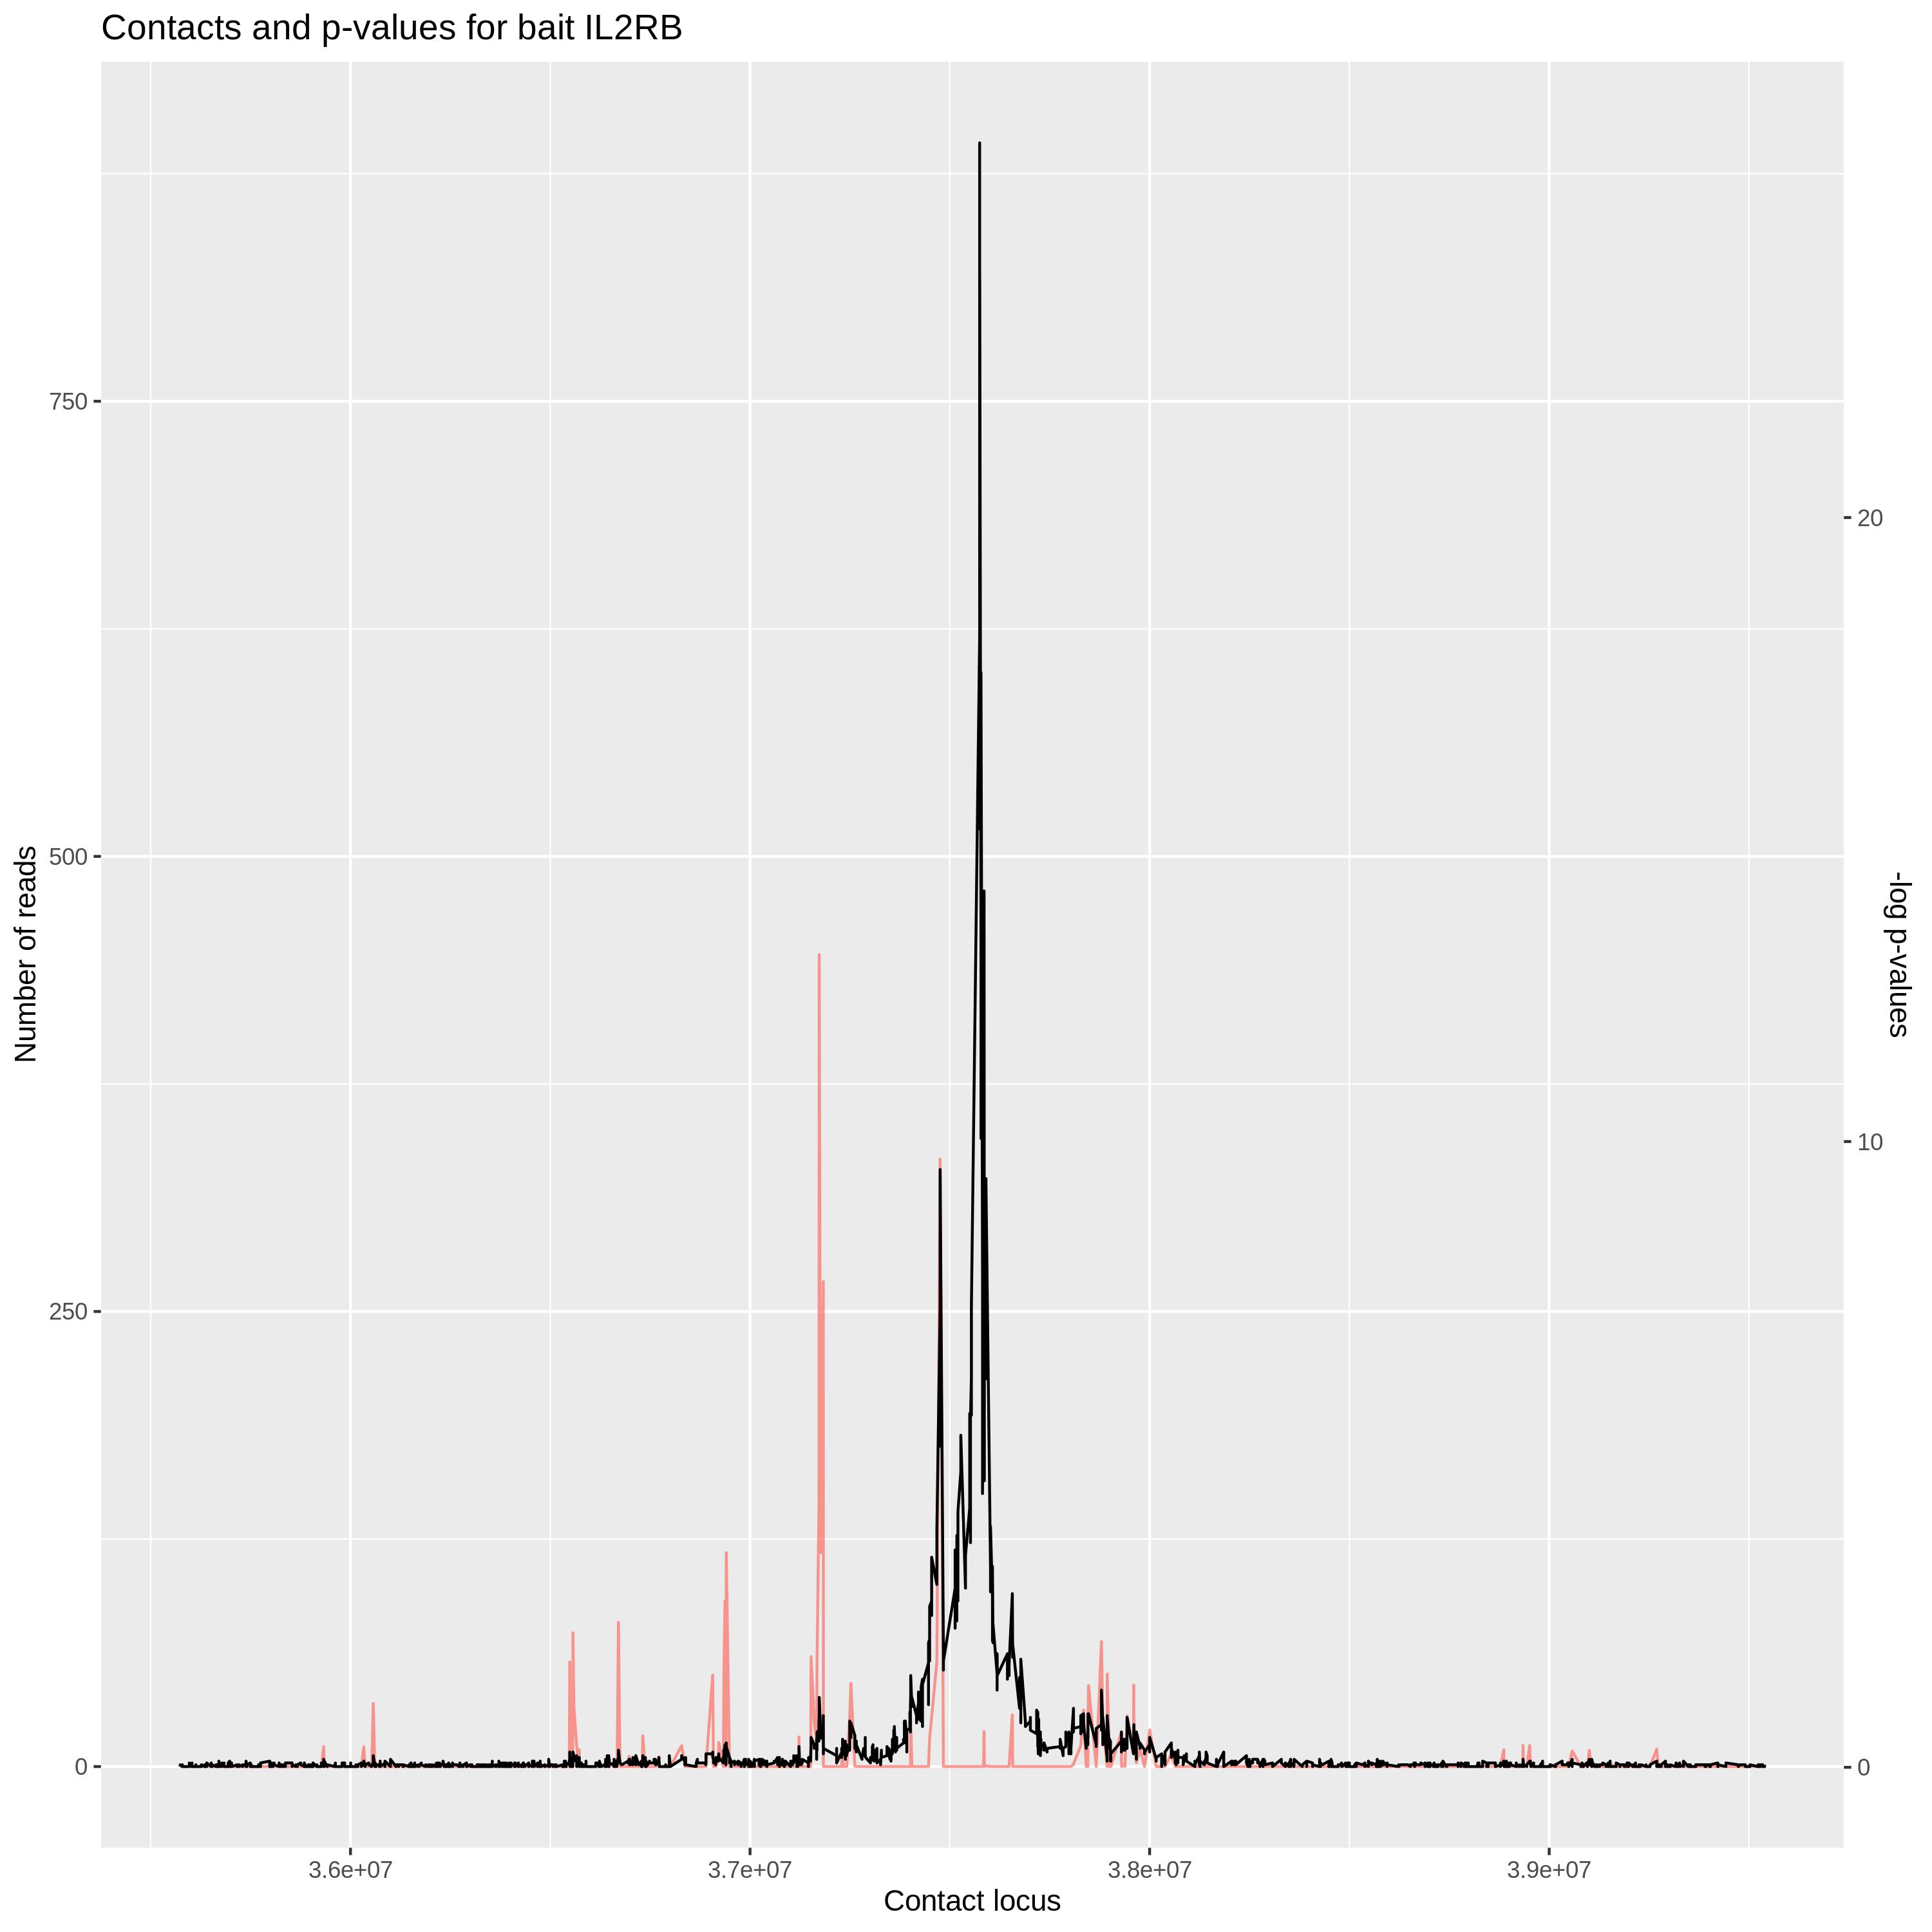 Contacts and p-values for bait IL2RB
Number of reads
750
500
250
0
20
10
0
-log p-values
3.6e+07
3.7e+07
3.8e+07
3.9e+07
Contact locus